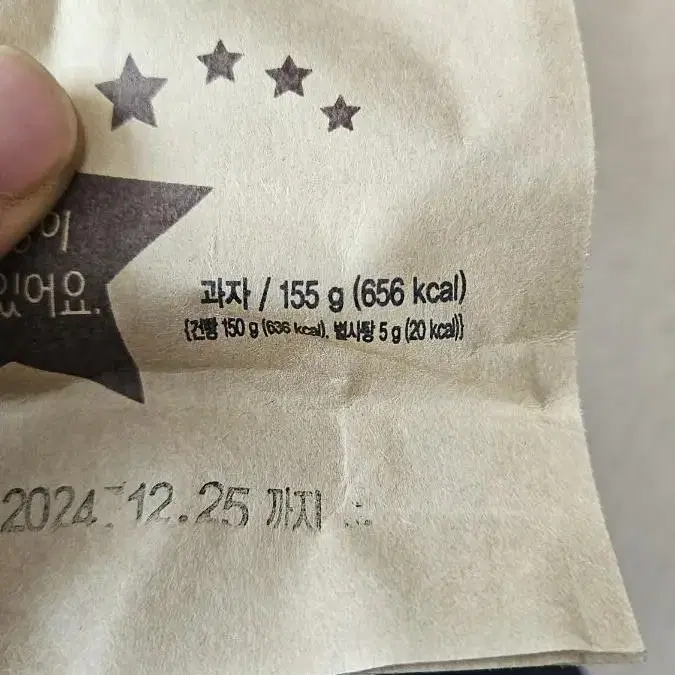 있어요.
과자 / 155 g (656 kcal)
{건빵 150 g (636 kcal), 별사탕 5 g (20 kcal)}
2024.12.25 까지